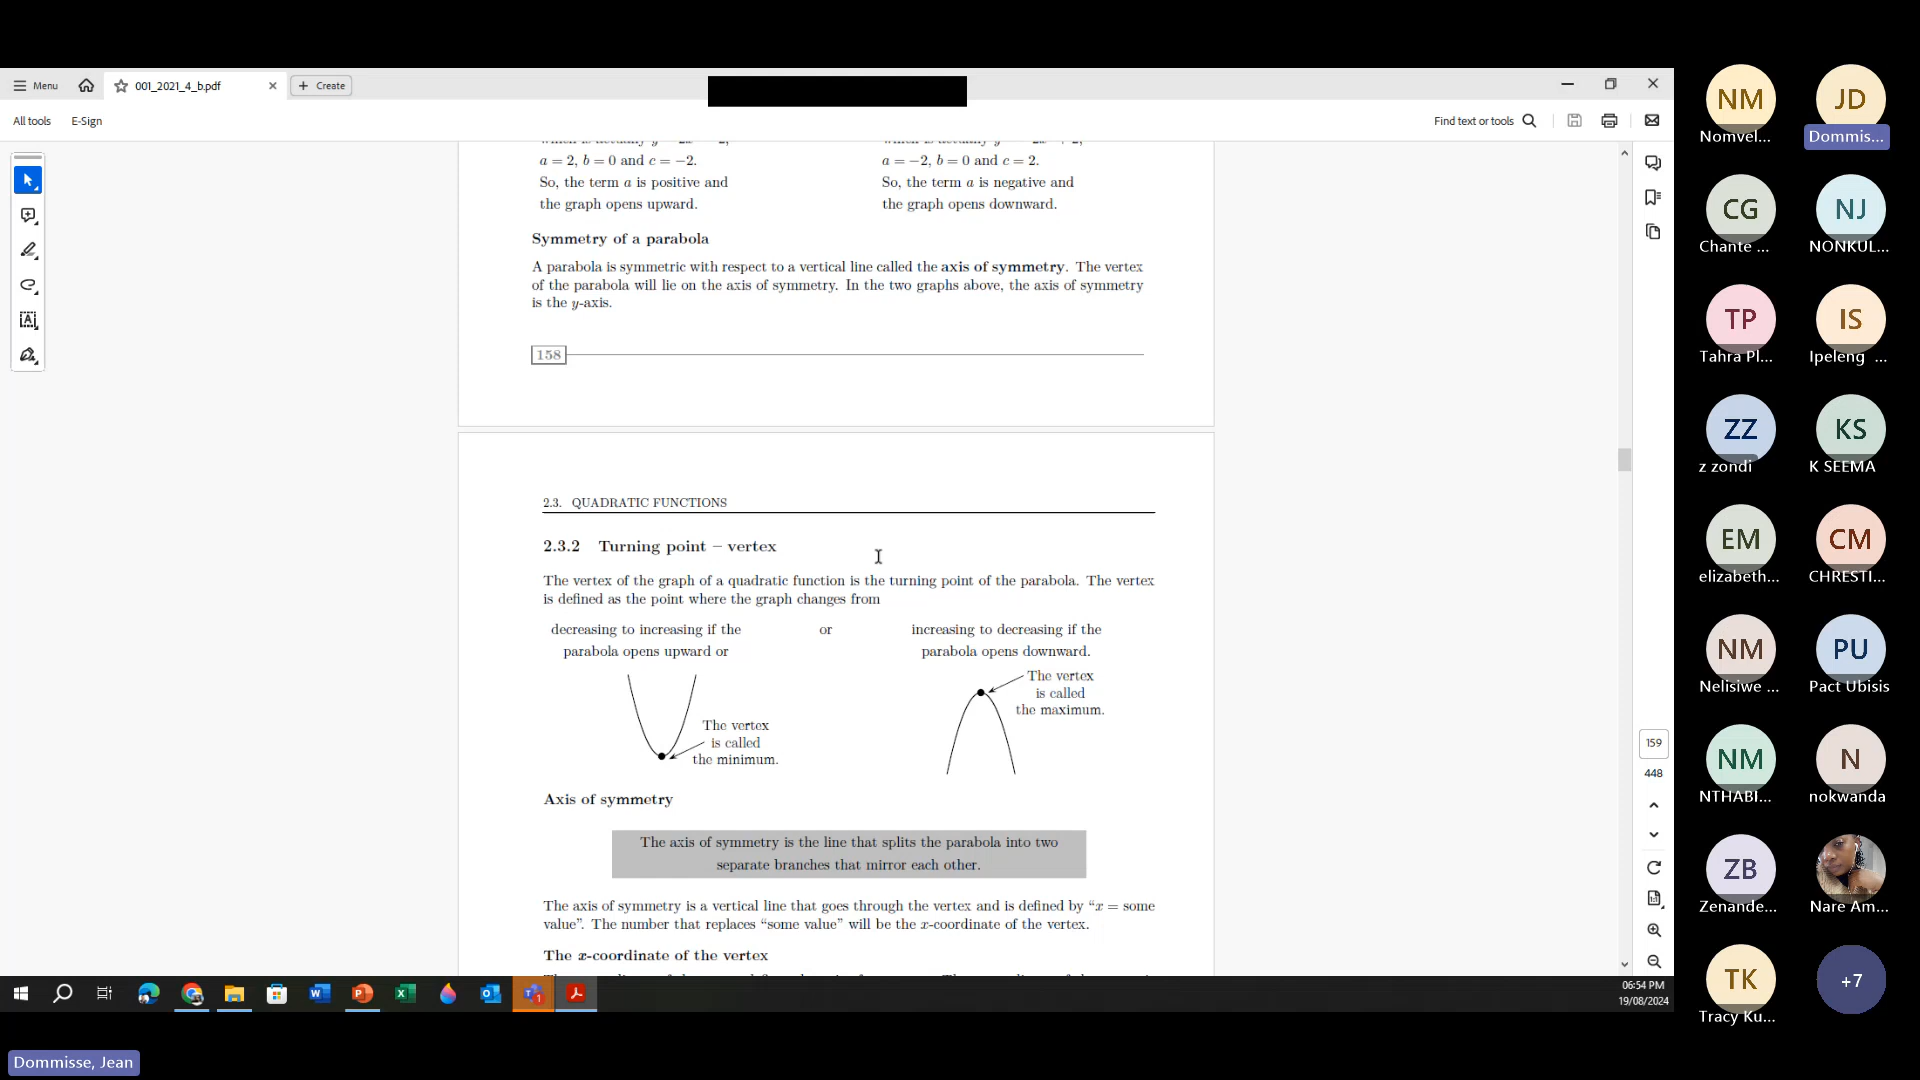 Menu
001_2021_4_b.pdf
Create
All tools
E-Sign
Find text or tools
a = 2, b = 0 and c = −2.
So, the term a is positive and
the graph opens upward.
a = −2, b = 0 and c = 2.
So, the term a is negative and
the graph opens downward.
Symmetry of a parabola
A parabola is symmetric with respect to a vertical line called the axis of symmetry. The vertex
of the parabola will lie on the axis of symmetry. In the two graphs above, the axis of symmetry
is the y-axis.
158
2.3. QUADRATIC FUNCTIONS
2.3.2 Turning point – vertex
The vertex of the graph of a quadratic function is the turning point of the parabola. The vertex
is defined as the point where the graph changes from
decreasing to increasing if the
parabola opens upward or
or
increasing to decreasing if the
parabola opens downward.
The vertex
is called
the minimum.
The vertex
is called
the maximum.
Axis of symmetry
The axis of symmetry is the line that splits the parabola into two
separate branches that mirror each other.
The axis of symmetry is a vertical line that goes through the vertex and is defined by “x = some
value”. The number that replaces “some value” will be the x-coordinate of the vertex.
The x-coordinate of the vertex
159
448
06:54 PM
19/08/2024
NM
Nomvel...
JD
Dommis...
CG
Chante ...
NJ
NONKUL...
TP
Tahra Pl...
IS
Ipeleng ...
ZZ
z zondi
KS
K SEEMA
EM
elizabeth...
CM
CHRESTI...
NM
Nelisiwe ...
PU
Pact Ubisis
NM
NTHABI...
N
nokwanda
ZB
Zenande...
Nare Am...
TK
Tracy Ku...
+7
Dommisse, Jean